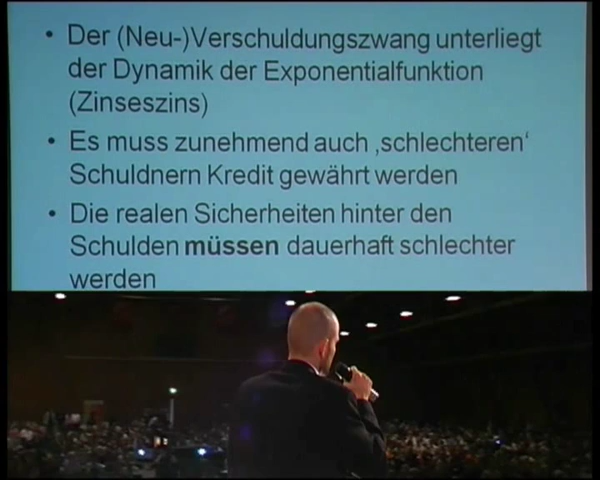 • Der (Neu-)Verschuldungszwang unterliegt
der Dynamik der Exponentialfunktion
(Zinseszins)
• Es muss zunehmend auch ‚schlechteren‘
Schuldnern Kredit gewährt werden
• Die realen Sicherheiten hinter den
Schulden müssen dauerhaft schlechter
werden